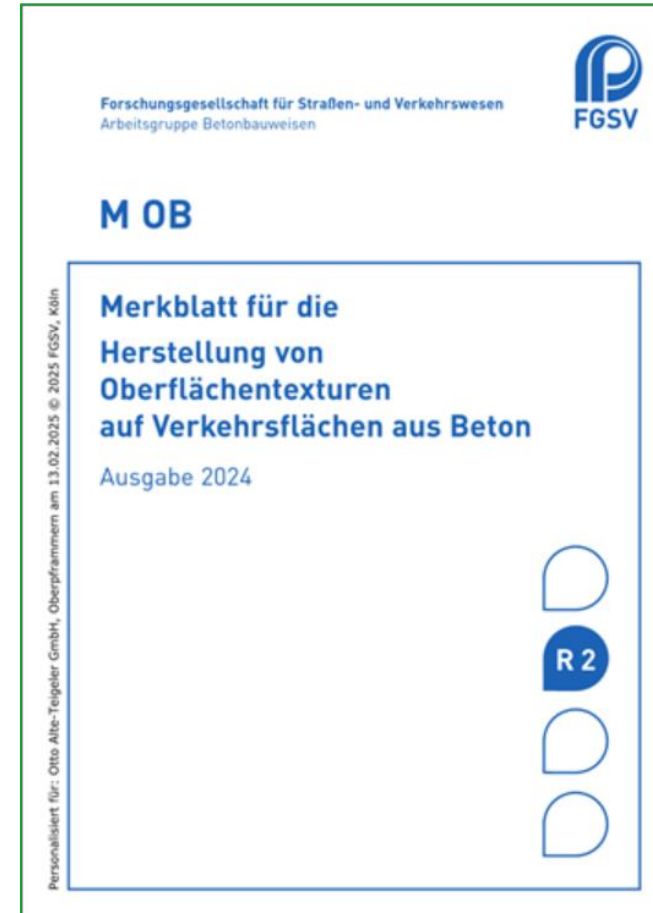 Forschungsgesellschaft für Straßen- und Verkehrswesen
Arbeitsgruppe Betonbauweisen
FGSV
M OB
Merkblatt für die
Herstellung von
Oberflächentexturen
auf Verkehrsflächen aus Beton
Ausgabe 2024
R 2
Personalisiert für: Otto Alte-Teigeler GmbH, Oberpframmern am 13.02.2025 © 2025 FGSV, Köln